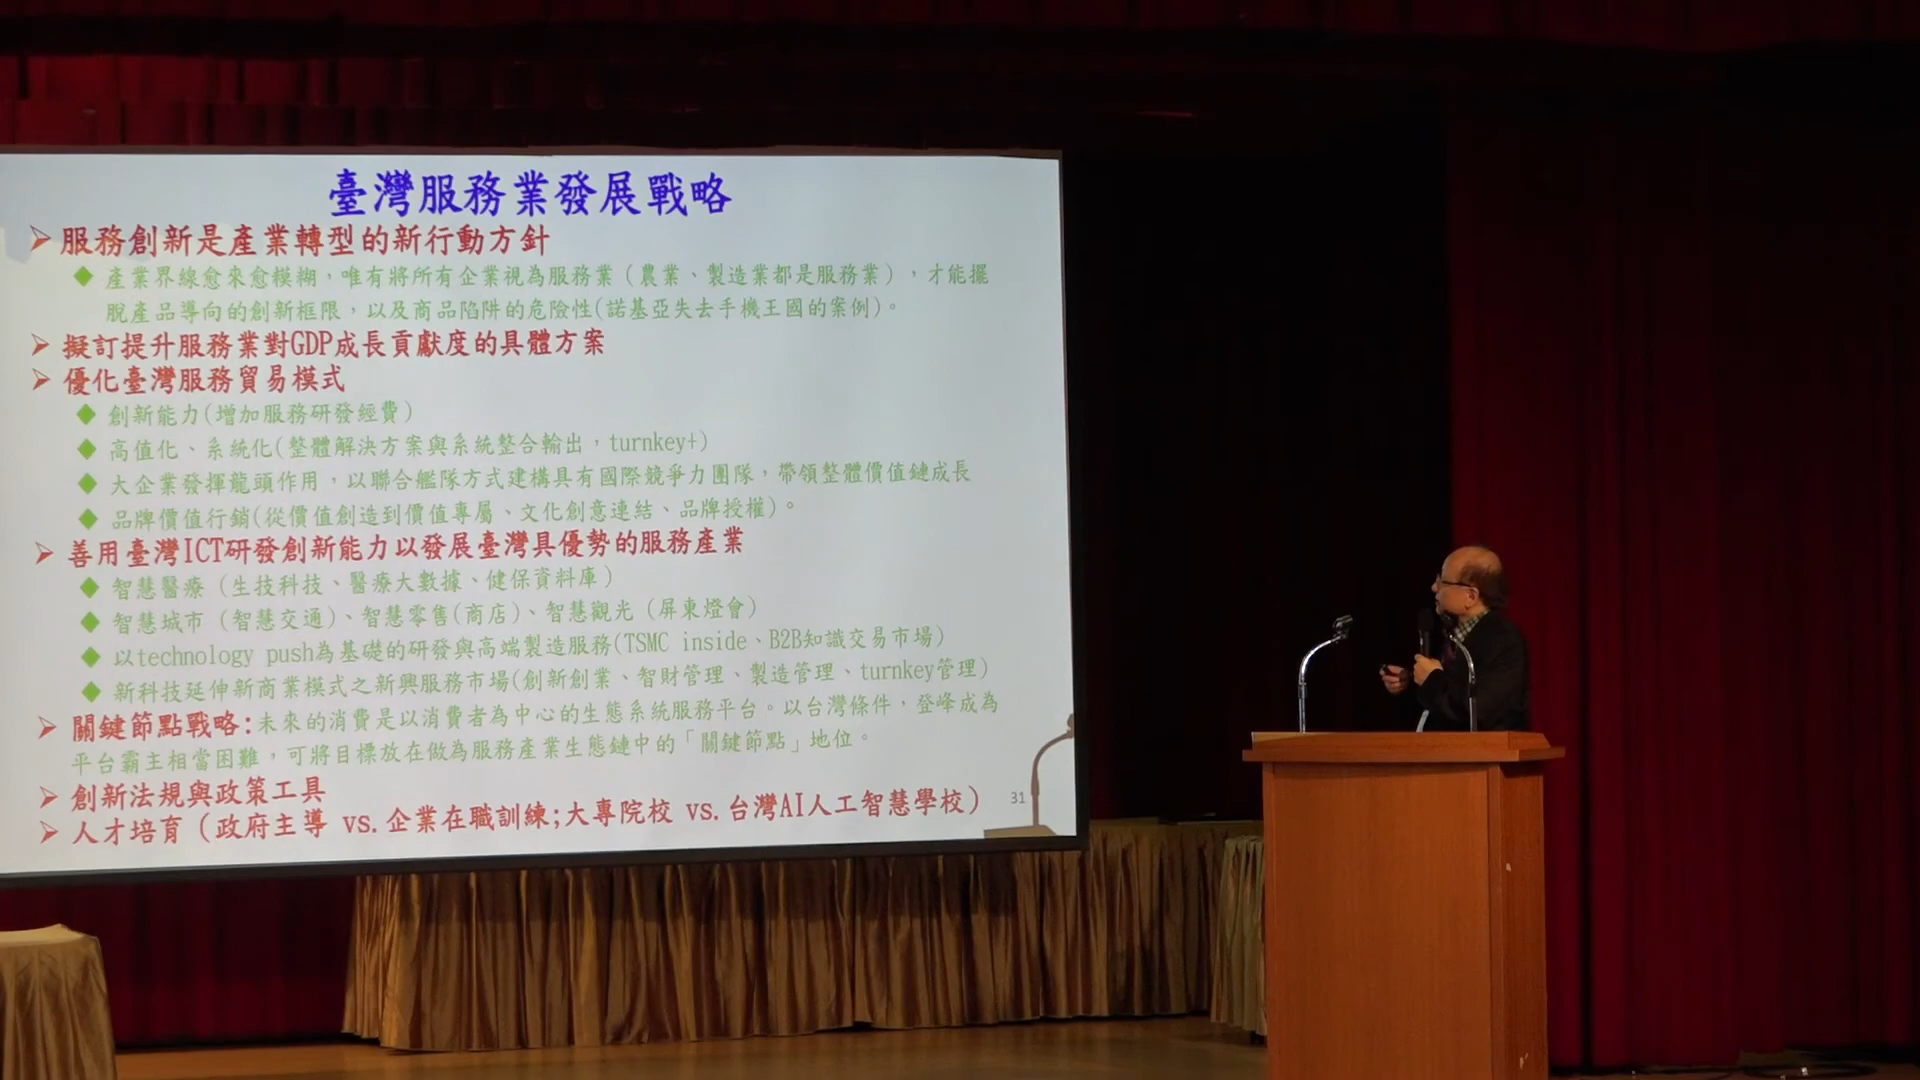 臺灣服務業發展戰略
➢ 服務創新是產業轉型的新行動方針
◆ 產業界線愈來愈模糊，唯有將所有企業視為服務業（農業、製造業都是服務業），才能擺
脫產品導向的創新框限，以及商品陷阱的危險性(諾基亞失去手機王國的案例)。
➢ 擬訂提升服務業對GDP成長貢獻度的具體方案
➢ 優化臺灣服務貿易模式
◆ 創新能力(增加服務研發經費)
◆ 高值化、系統化(整體解決方案與系統整合輸出，turnkey+)
◆ 大企業發揮龍頭作用，以聯合艦隊方式建構具有國際競爭力團隊，帶領整體價值鏈成長
◆ 品牌價值行銷(從價值創造到價值專屬、文化創意連結、品牌授權)。
➢ 善用臺灣ICT研發創新能力以發展臺灣具優勢的服務產業
◆ 智慧醫療（生技科技、醫療大數據、健保資料庫）
◆ 智慧城市（智慧交通)、智慧零售(商店)、智慧觀光（屏東燈會）
◆ 以technology push為基礎的研發與高端製造服務(TSMC inside、B2B知識交易市場)
◆ 新科技延伸新商業模式之新興服務市場(創新創業、智財管理、製造管理、turnkey管理)
➢ 關鍵節點戰略:未來的消費是以消費者為中心的生態系統服務平台。以台灣條件，登峰成為
平台霸主相當困難，可將目標放在做為服務產業生態鏈中的「關鍵節點」地位。
➢ 創新法規與政策工具
➢ 人才培育（政府主導 vs.企業在職訓練;大專院校 vs.台灣AI人工智慧學校）
31